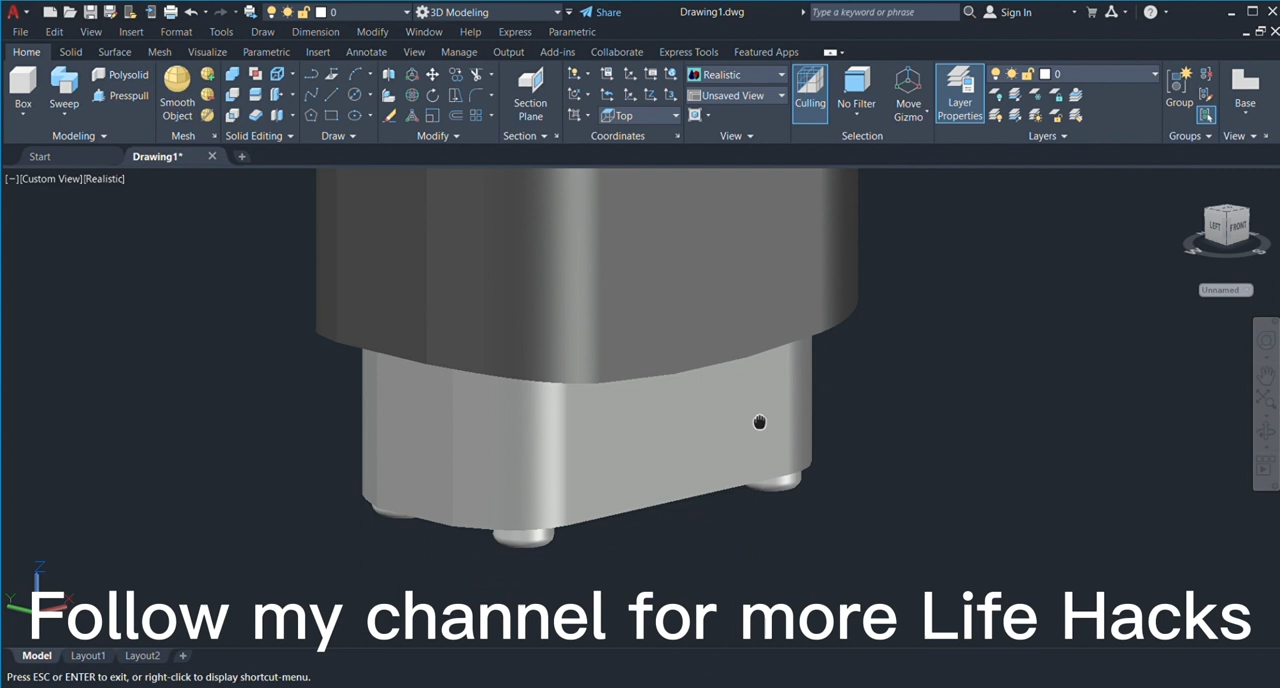 0
3D Modeling
Share
Drawing1.dwg
Type a keyword or phrase
Sign In
File Edit View Insert Format Tools Draw Dimension Modify Window Help Express Parametric
Home Solid Surface Mesh Visualize Parametric Insert Annotate View Manage Output Add-ins Collaborate Express Tools Featured Apps
Box
Sweep
Polysolid
Presspull
Modeling
Smooth
Object
Mesh
Solid Editing
Draw
Modify
Section
Plane
Section
Top
Coordinates
Realistic
Unsaved View
View
Culling
No Filter
Move
Gizmo
Selection
Layer
Properties
0
Layers
Group
Groups
Base
View
Start
Drawing1*
[−][Custom View][Realistic]
LEFT
FRONT
W
S
Unnamed
Z
Y
X
Follow my channel for more Life Hacks
Model Layout1 Layout2
Press ESC or ENTER to exit, or right-click to display shortcut-menu.